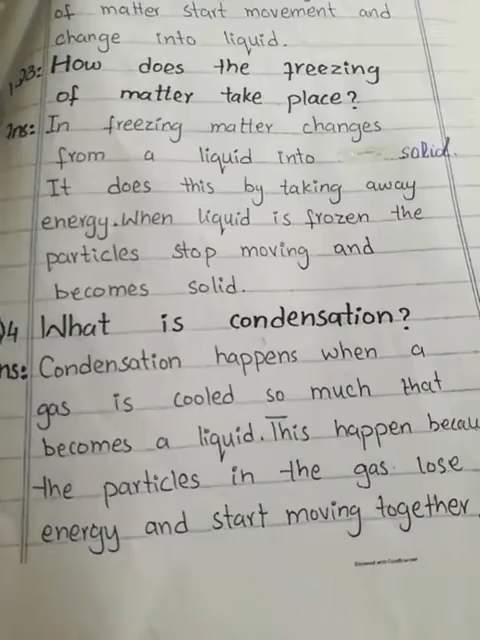 of matter start movement and
change into liquid.
Q3: How does the freezing
of matter take place?
Ans: In freezing matter changes
from a liquid into solid.
It does this by taking away
energy. When liquid is frozen the
particles stop moving and
becomes solid.
4 What is condensation?
ns: Condensation happens when a
gas is cooled so much that
becomes a liquid. This happen becau
the particles in the gas lose
energy and start moving together.